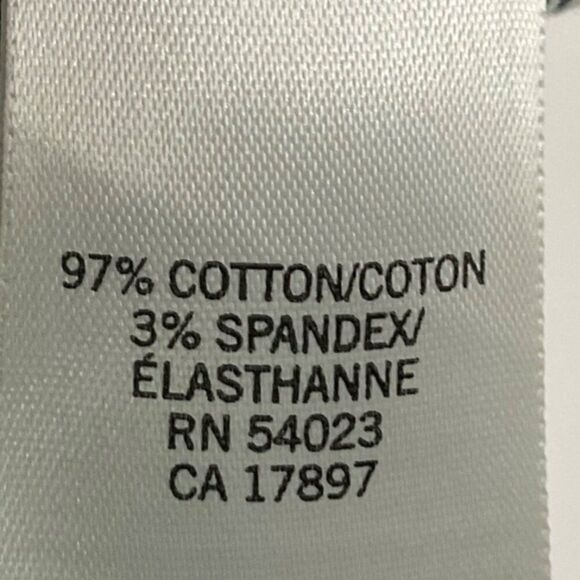 97% COTTON/COTON
3% SPANDEX/
ÉLASTHANNE
RN 54023
CA 17897